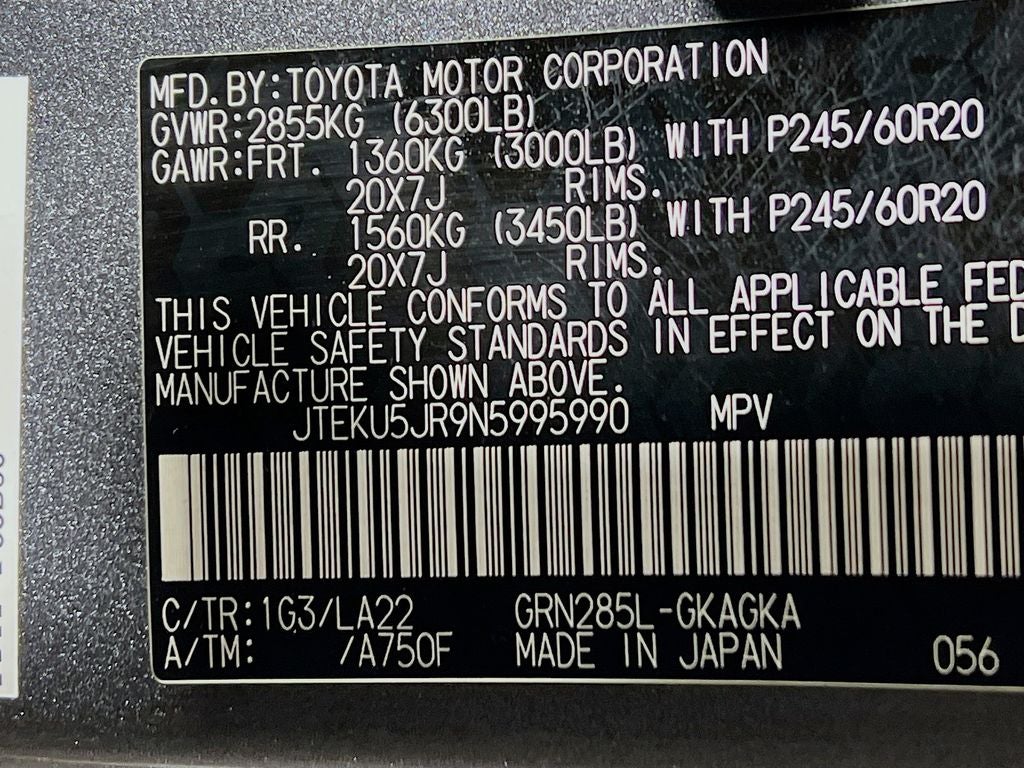 MFD. BY: TOYOTA MOTOR CORPORATION
GVWR: 2855KG (6300LB)
GAWR: FRT. 1360KG (3000LB) WITH P245/60R20
20X7J RIMS.
RR. 1560KG (3450LB) WITH P245/60R20
20X7J RIMS.
THIS VEHICLE CONFORMS TO ALL APPLICABLE FED
VEHICLE SAFETY STANDARDS IN EFFECT ON THE D
MANUFACTURE SHOWN ABOVE.
JTEKU5JR9N5995990 MPV
C/TR: 1G3/LA22 GRN285L-GKAGKA
A/TM: /A750F MADE IN JAPAN 056